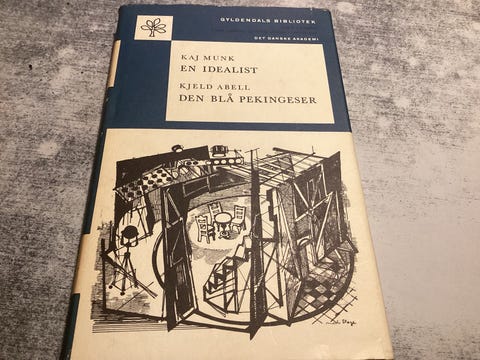 GYLDENDALS BIBLIOTEK
DET DANSKE AKADEMI
KAJ MUNK
EN IDEALIST
KJELD ABELL
DEN BLÅ PEKINGESER